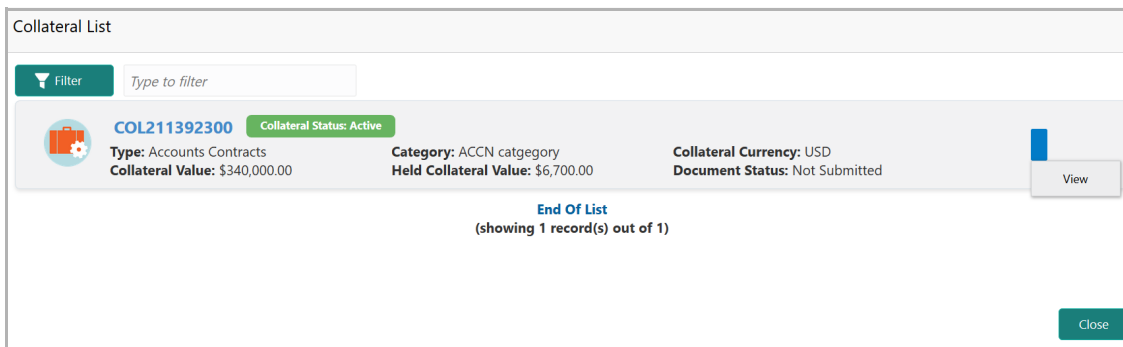 Collateral List
Filter
Type to filter
COL211392300 Collateral Status: Active
Type: Accounts Contracts Category: ACCN catgegory Collateral Currency: USD
Collateral Value: $340,000.00 Held Collateral Value: $6,700.00 Document Status: Not Submitted
View
End Of List
(showing 1 record(s) out of 1)
Close